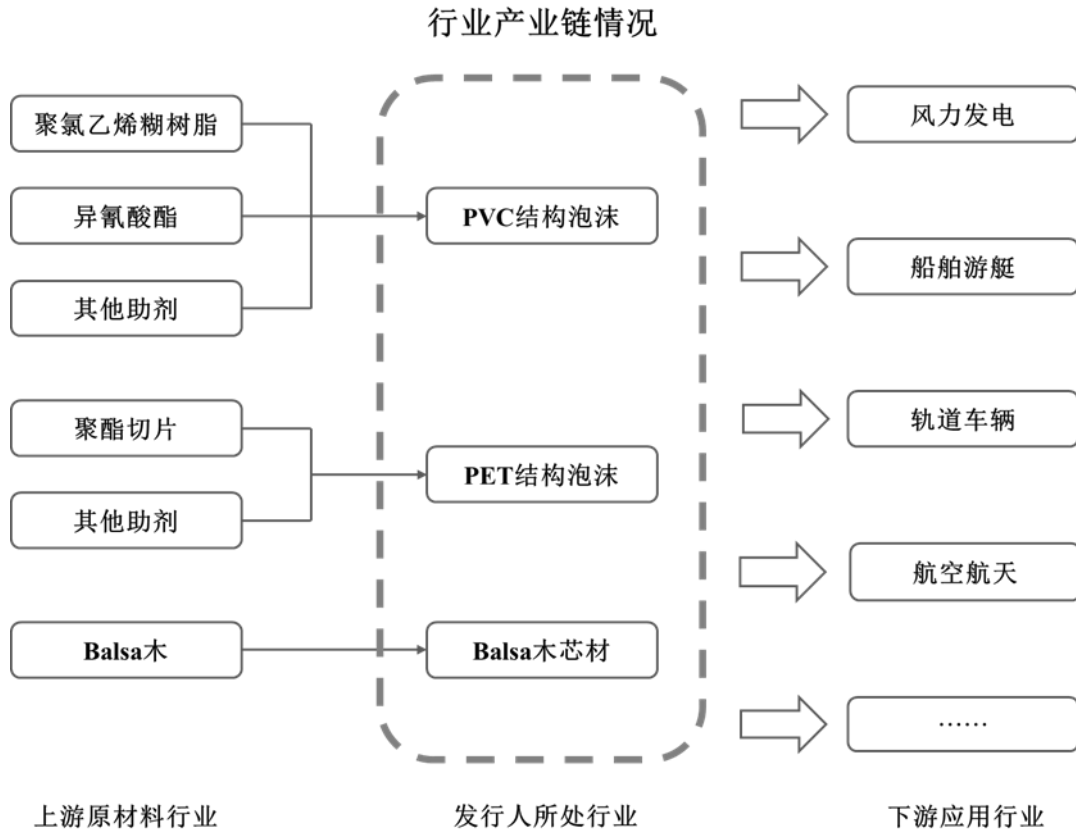 行业产业链情况
聚氯乙烯糊树脂
异氰酸酯
其他助剂
聚酯切片
其他助剂
Balsa木
上游原材料行业
PVC结构泡沫
PET结构泡沫
Balsa木芯材
发行人所处行业
风力发电
船舶游艇
轨道车辆
航空航天
……
下游应用行业